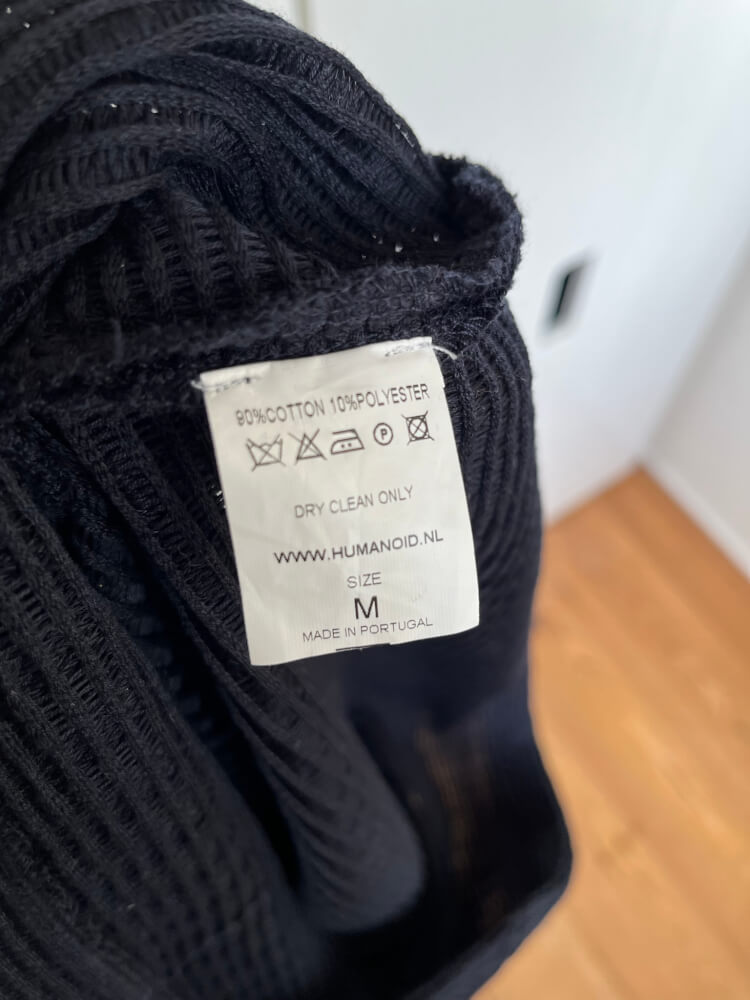 90%COTTON 10%POLYESTER
P
DRY CLEAN ONLY
WWW.HUMANOID.NL
SIZE
M
MADE IN PORTUGAL